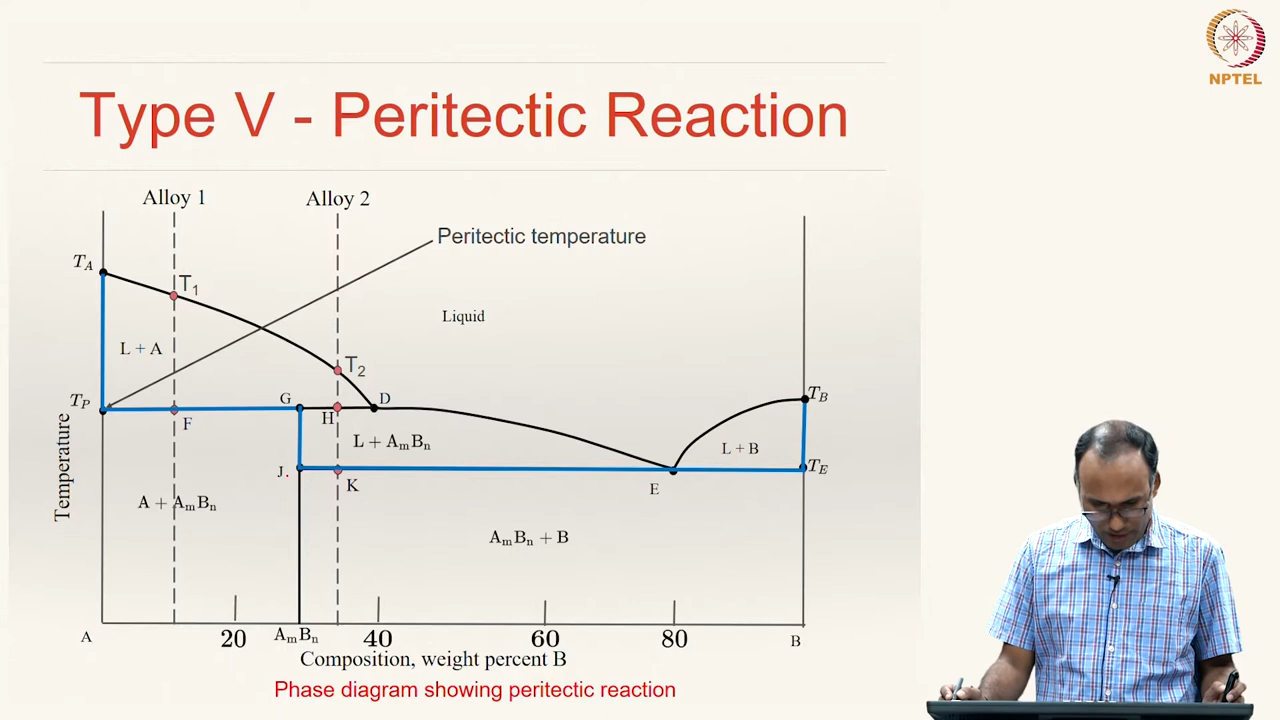 NPTEL
Type V - Peritectic Reaction
Alloy 1
Alloy 2
Peritectic temperature
T_A
T_1
Liquid
L + A
T_2
T_P
G
D
T_B
F
H
L + A_mB_n
L + B
Temperature
J.
K
E
T_E
A + A_mB_n
A_mB_n + B
A
20
A_mB_n
40
60
80
B
Composition, weight percent B
Phase diagram showing peritectic reaction